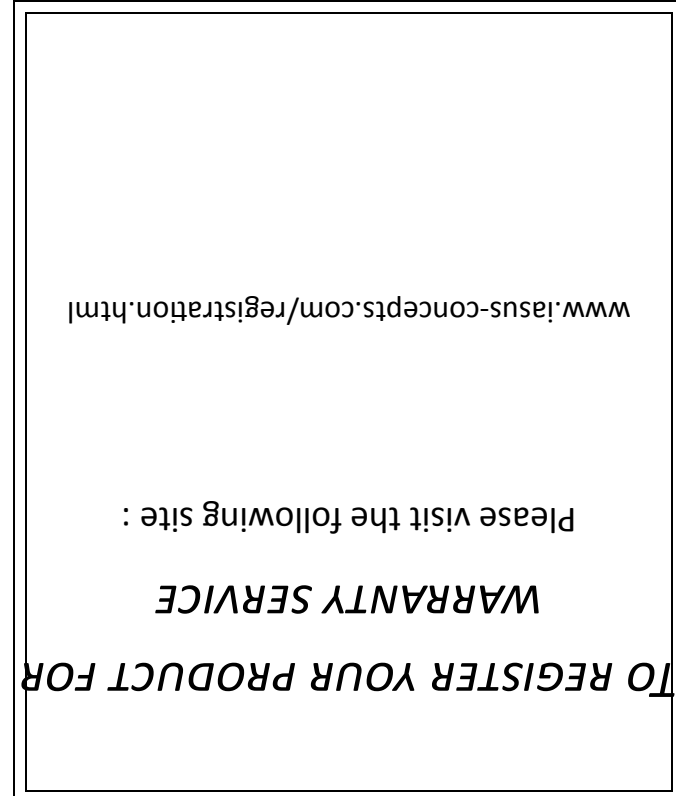 TO REGISTER YOUR PRODUCT FOR
WARRANTY SERVICE
Please visit the following site :
www.iasus-concepts.com/registration.html